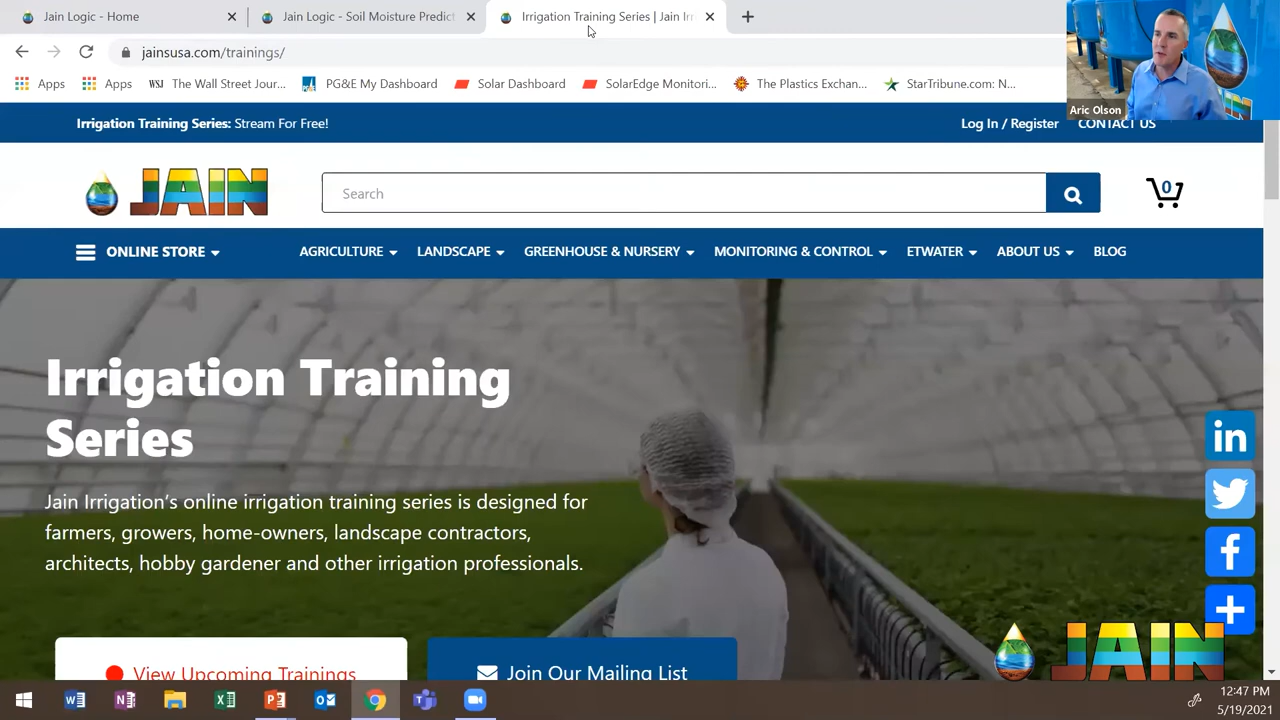 Jain Logic - Home
Jain Logic - Soil Moisture Predict
Irrigation Training Series | Jain Ir
jainsusa.com/trainings/
Apps
Apps
WSJ The Wall Street Jour...
PG&E My Dashboard
Solar Dashboard
SolarEdge Monitori...
The Plastics Exchan...
StarTribune.com: N...
Aric Olson
Irrigation Training Series: Stream For Free!
Log In / Register
CONTACT US
JAIN
Search
0
ONLINE STORE
AGRICULTURE
LANDSCAPE
GREENHOUSE & NURSERY
MONITORING & CONTROL
ETWATER
ABOUT US
BLOG
Irrigation Training
Series
Jain Irrigation's online irrigation training series is designed for
farmers, growers, home-owners, landscape contractors,
architects, hobby gardener and other irrigation professionals.
in
f
View Upcoming Trainings
Join Our Mailing List
JAIN
12:47 PM
5/19/2021